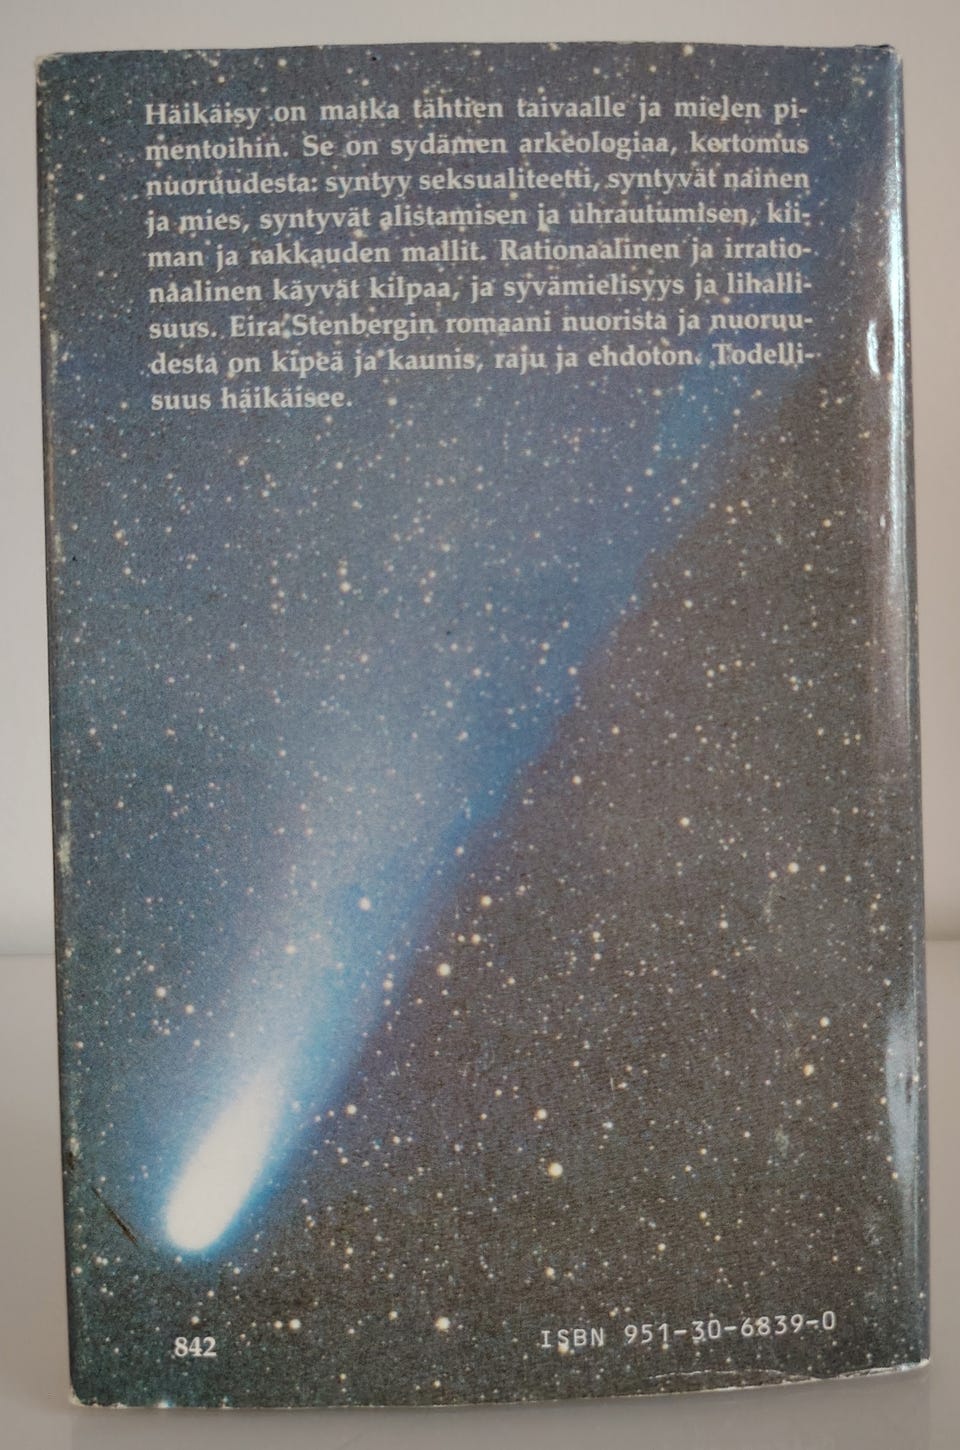 Häikäisy on matka tähtien taivaalle ja mielen pi-
mentoihin. Se on sydämen arkeologiaa, kertomus
nuoruudesta: syntyy seksualiteetti, syntyvät nainen
ja mies, syntyvät alistamisen ja uhrautumisen, kii-
man ja rakkauden mallit. Rationaalinen ja irratio-
naalinen käyvät kilpaa, ja syvämielisyys ja lihalli-
suus. Eira Stenbergin romaani nuorista ja nuoruu-
desta on kipeä ja kaunis, raju ja ehdoton. Todelli-
suus häikäisee.
842
ISBN 951-30-6839-0